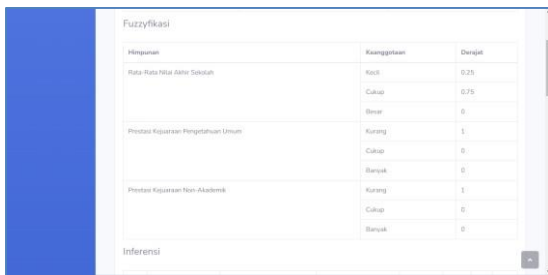 Fuzzyfikasi
Himpunan Keanggotaan Derajat
Rata-Rata Nilai Akhir Sekolah Kecil 0.25
Cukup 0.75
Besar 0
Prestasi Kejuaraan Pengetahuan Umum Kurang 1
Cukup 0
Banyak 0
Prestasi Kejuaraan Non-Akademik Kurang 1
Cukup 0
Banyak 0
Inferensi